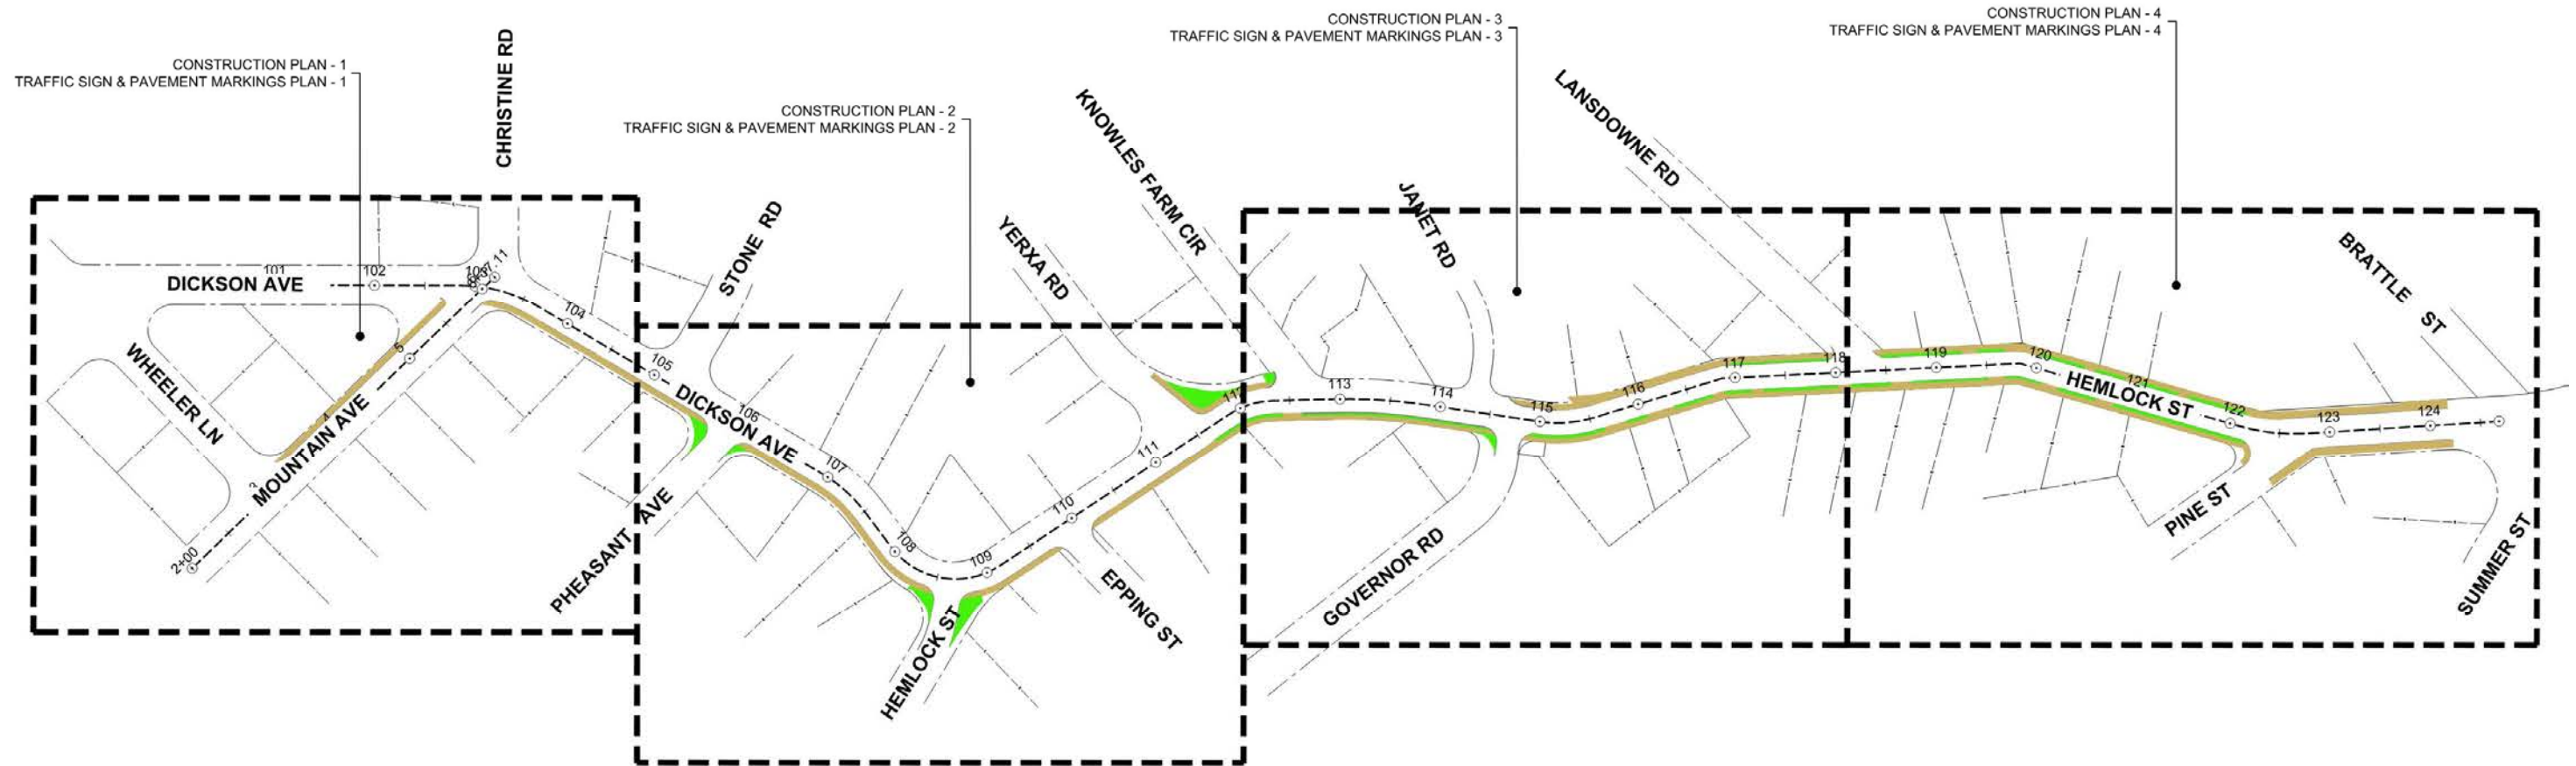 CONSTRUCTION PLAN - 1
TRAFFIC SIGN & PAVEMENT MARKINGS PLAN - 1
CHRISTINE RD
CONSTRUCTION PLAN - 2
TRAFFIC SIGN & PAVEMENT MARKINGS PLAN - 2
CONSTRUCTION PLAN - 3
TRAFFIC SIGN & PAVEMENT MARKINGS PLAN - 3
CONSTRUCTION PLAN - 4
TRAFFIC SIGN & PAVEMENT MARKINGS PLAN - 4
KNOWLES FARM CIR
LANSDOWNE RD
JANET RD
STONE RD
YERXA RD
BRATTLE ST
DICKSON AVE
101
102
103
104
105
106
107
108
109
110
111
112
113
114
115
116
117
118
119
120
121
122
123
124
WHEELER LN
MOUNTAIN AVE
2+00
3
4
5
DICKSON AVE
PHEASANT AVE
HEMLOCK ST
EPPING ST
GOVERNOR RD
HEMLOCK ST
PINE ST
SUMMER ST